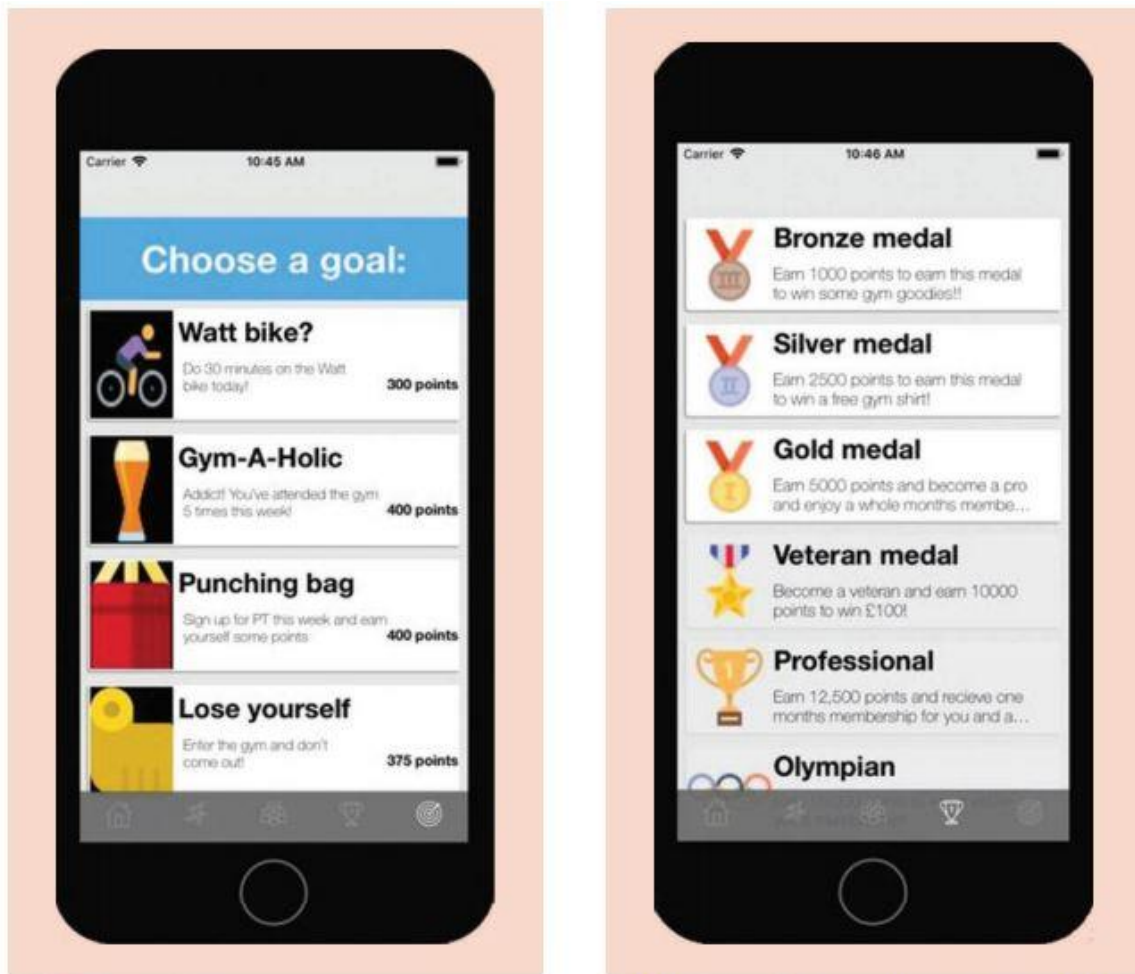 Carrier
10:45 AM
Choose a goal:
Watt bike?
Do 30 minutes on the Watt
bike today!
300 points
Gym-A-Holic
Addict! You've attended the gym
5 times this week!
400 points
Punching bag
Sign up for PT this week and earn
yourself some points
400 points
Lose yourself
Enter the gym and don't
come out!
375 points
Carrier
10:46 AM
III
Bronze medal
Earn 1000 points to earn this medal
to win some gym goodies!!
II
Silver medal
Earn 2500 points to earn this medal
to win a free gym shirt!
I
Gold medal
Earn 5000 points and become a pro
and enjoy a whole months membe...
Veteran medal
Become a veteran and earn 10000
points to win £100!
1
Professional
Earn 12,500 points and recieve one
months membership for you and a...
Olympian